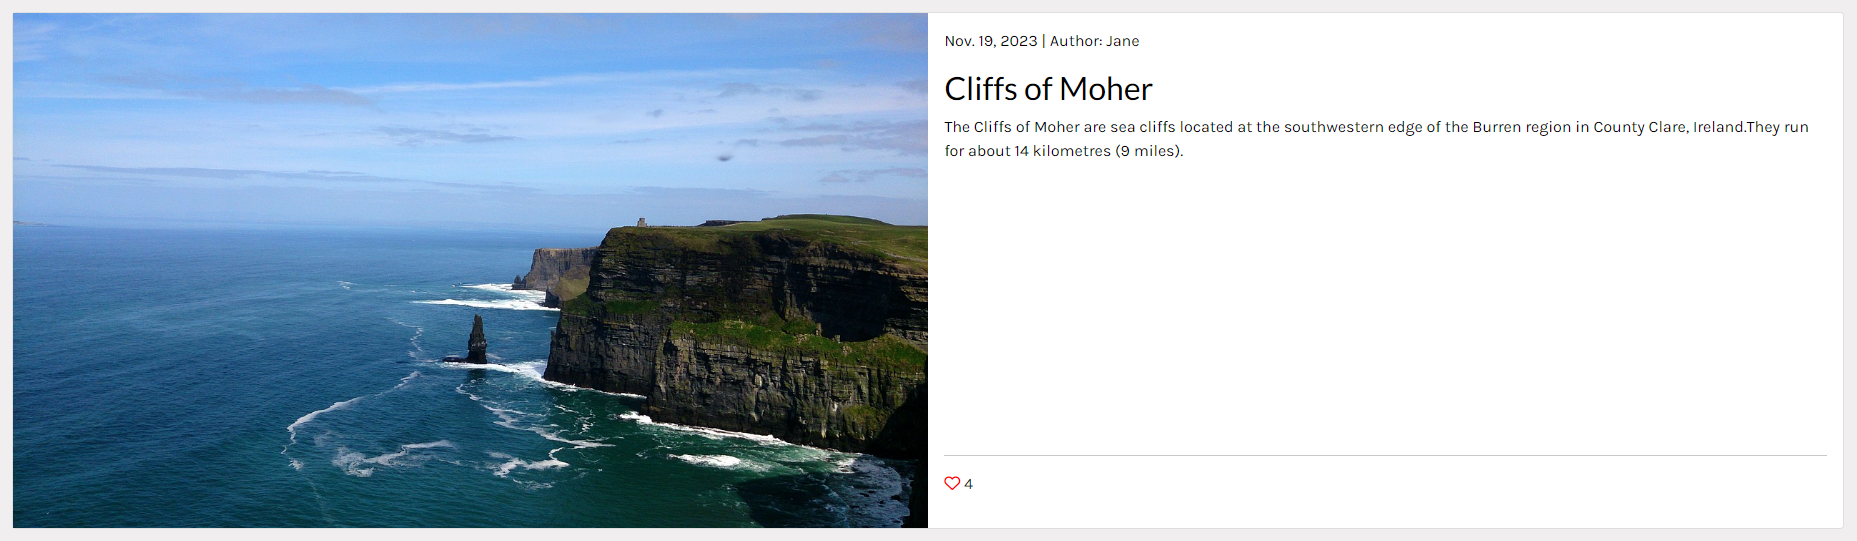 Nov. 19, 2023 | Author: Jane
Cliffs of Moher
The Cliffs of Moher are sea cliffs located at the southwestern edge of the Burren region in County Clare, Ireland.They run
for about 14 kilometres (9 miles).
4